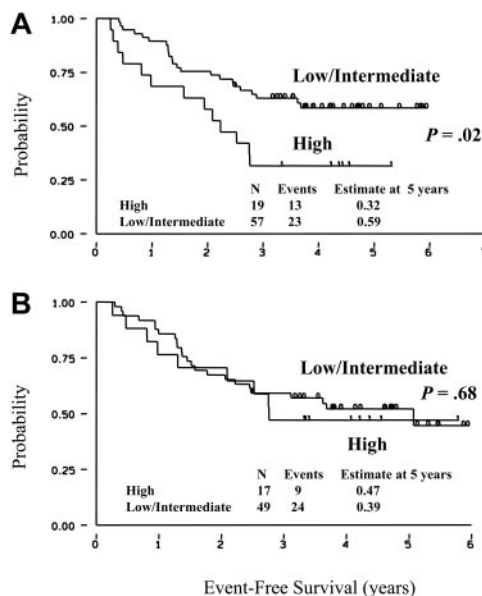 A
1.00
Low/Intermediate
0.75
Probability
0.50
P = .02
High
0.25
N Events Estimate at 5 years
High 19 13 0.32
Low/Intermediate 57 23 0.59
0.00
0 1 2 3 4 5 6 7
B
1.00
Low/Intermediate
0.75
P = .68
Probability
0.50
High
0.25
N Events Estimate at 5 years
High 17 9 0.47
Low/Intermediate 49 24 0.39
0.00
0 1 2 3 4 5 6
Event-Free Survival (years)